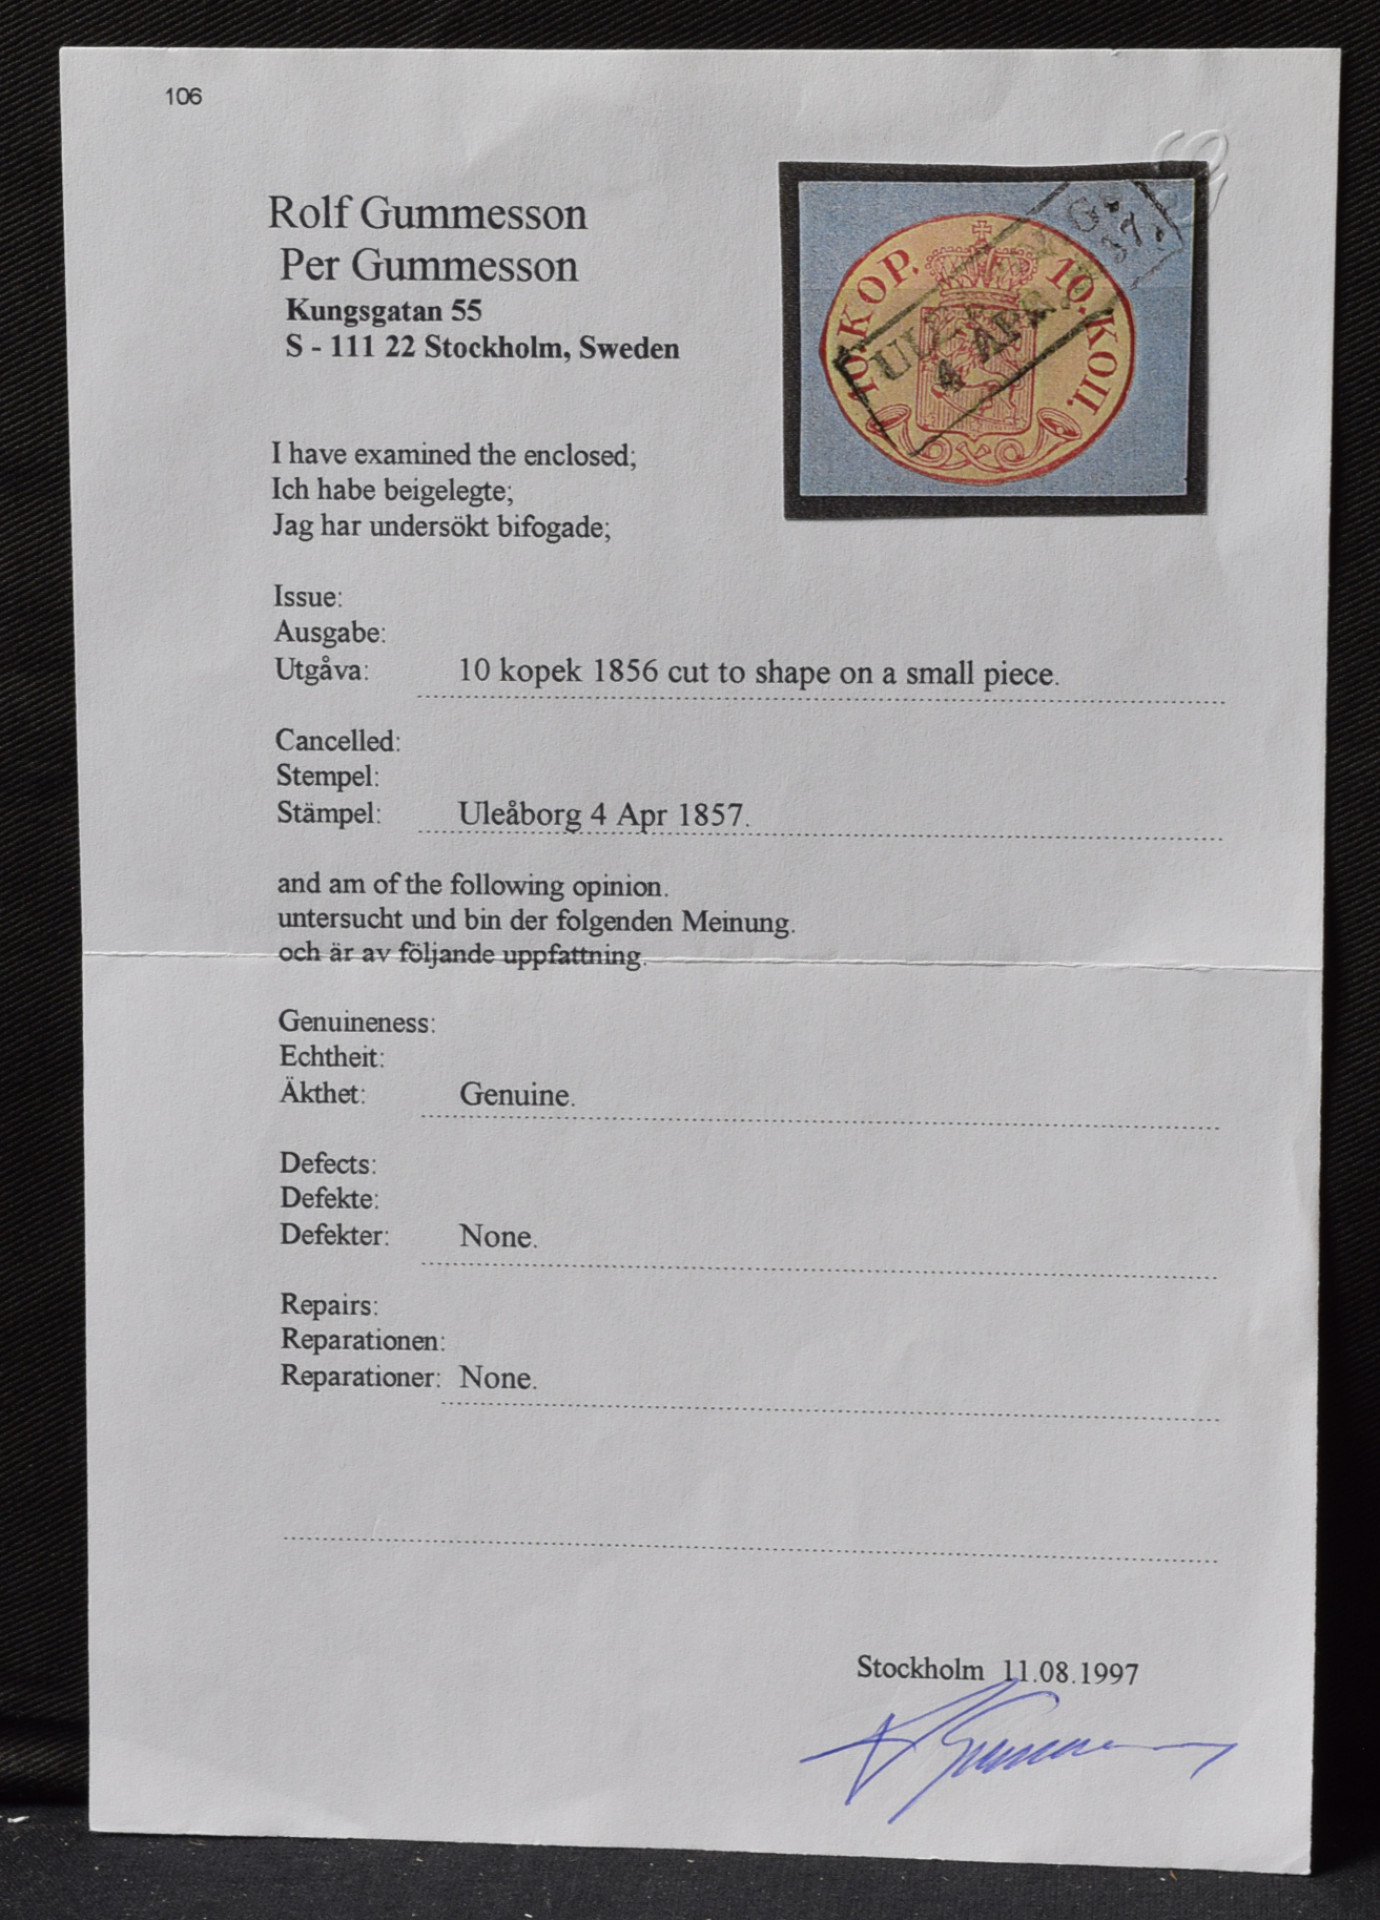 106
Rolf Gummesson
Per Gummesson
Kungsgatan 55
S - 111 22 Stockholm, Sweden
10.KOP. 10.КОП.
4 APR.
I have examined the enclosed;
Ich habe beigelegte;
Jag har undersökt bifogade;
Issue:
Ausgabe:
Utgåva: 10 kopek 1856 cut to shape on a small piece.
Cancelled:
Stempel:
Stämpel: Uleåborg 4 Apr 1857.
and am of the following opinion.
untersucht und bin der folgenden Meinung.
och är av följande uppfattning.
Genuineness:
Echtheit:
Äkthet: Genuine.
Defects:
Defekte:
Defekter: None.
Repairs:
Reparationen:
Reparationer: None.
Stockholm 11.08.1997